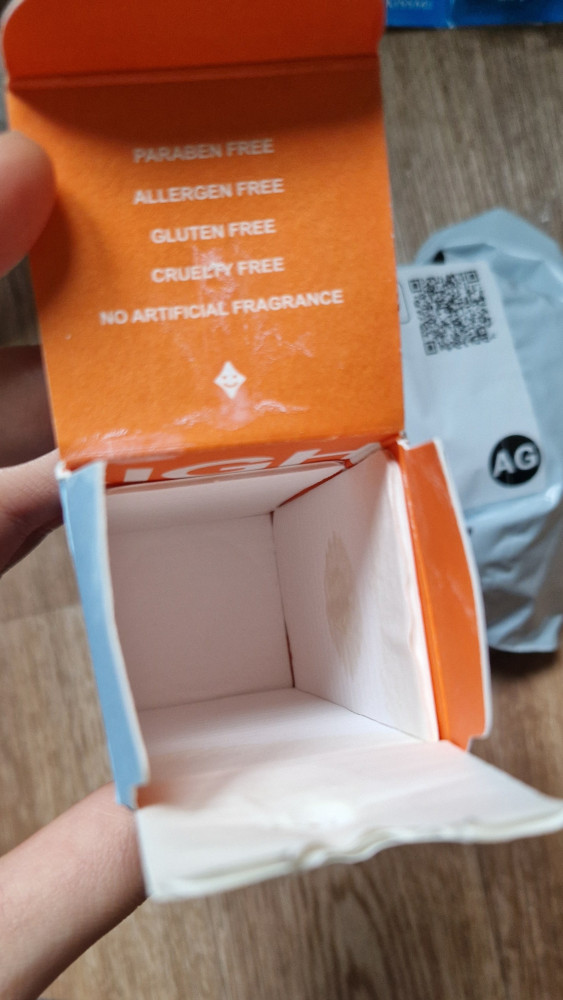 PARABEN FREE
ALLERGEN FREE
GLUTEN FREE
CRUELTY FREE
NO ARTIFICIAL FRAGRANCE
AG